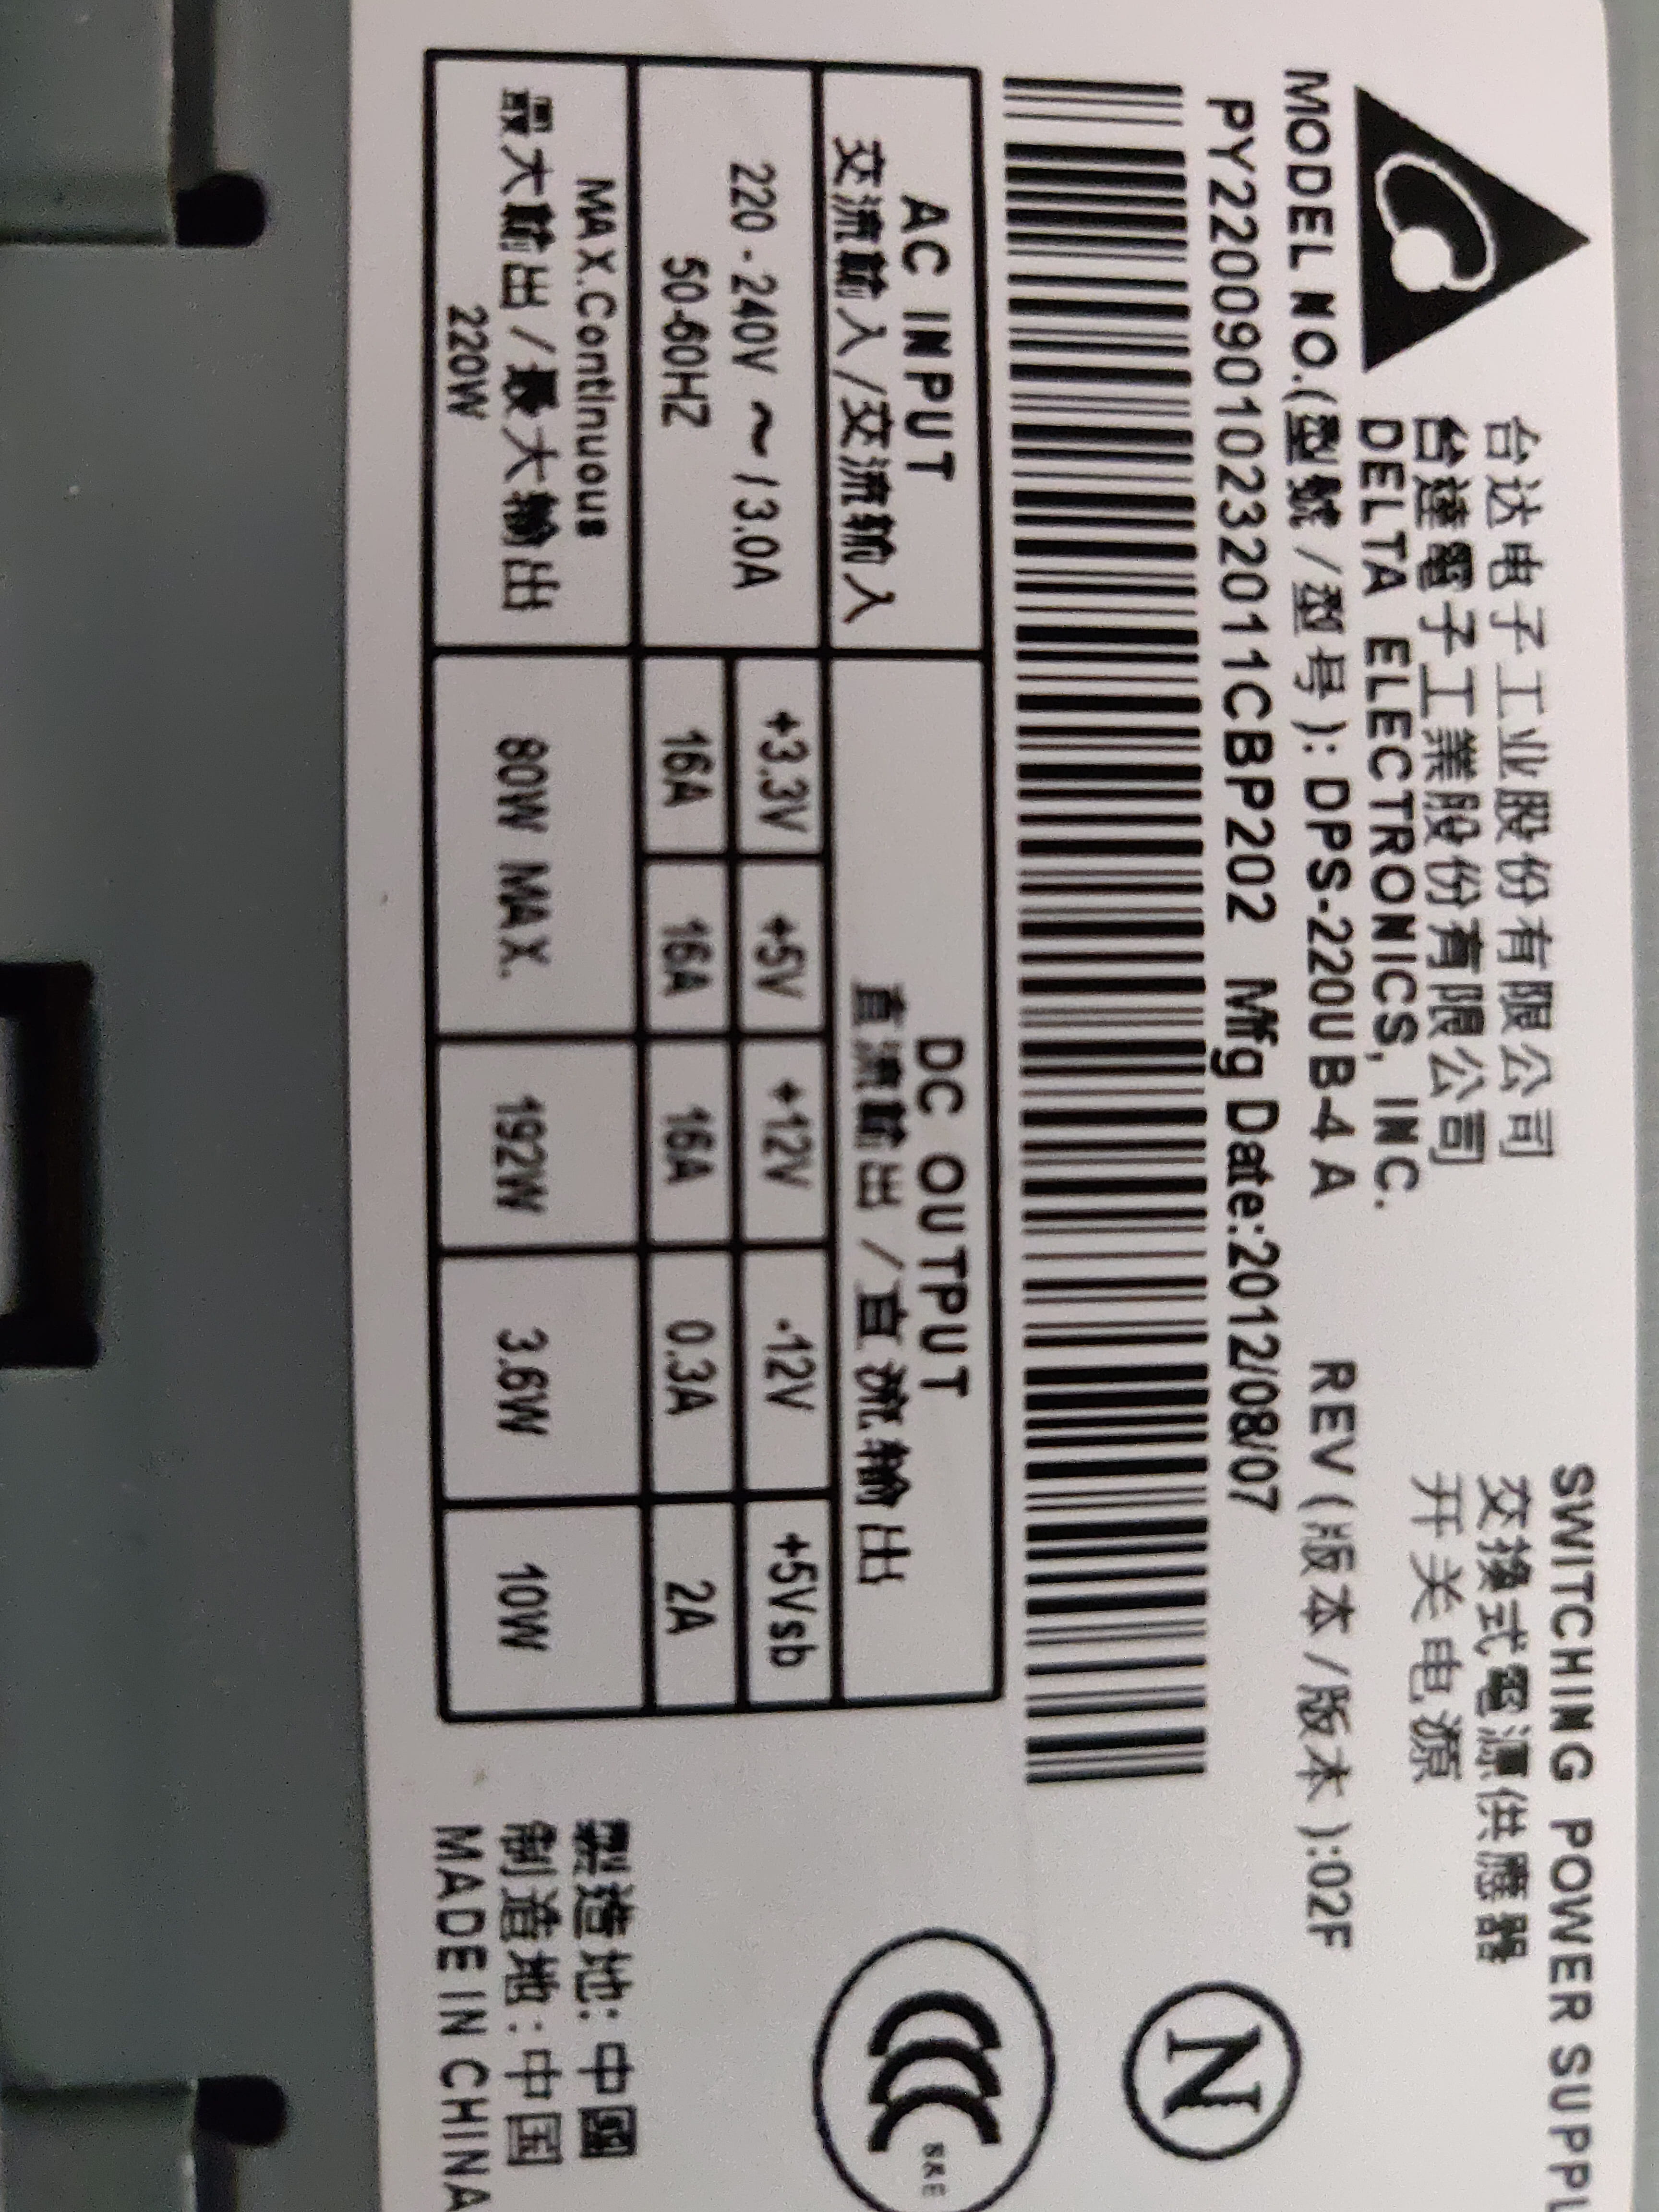 台达电子工业股份有限公司
台達電子工業股份有限公司
DELTA ELECTRONICS, INC.
SWITCHING POWER SUPPL
交換式電源供應器
开关电源
MODEL NO.(型號/型号): DPS-220UB-4 A REV (版本/版本):02F
PY22009010232011CBP202 Mfg Date:2012/08/07
AC INPUT
交流輸入/交流输入
DC OUTPUT
直流輸出/直流输出
220-240V ~ / 3.0A
50-60HZ
+3.3V +5V +12V -12V +5Vsb
16A 16A 16A 0.3A 2A
MAX.Continuous
最大輸出/最大输出
220W
80W MAX. 192W 3.6W 10W
N
CCC
S&E
製造地: 中國
制造地: 中国
MADE IN CHINA